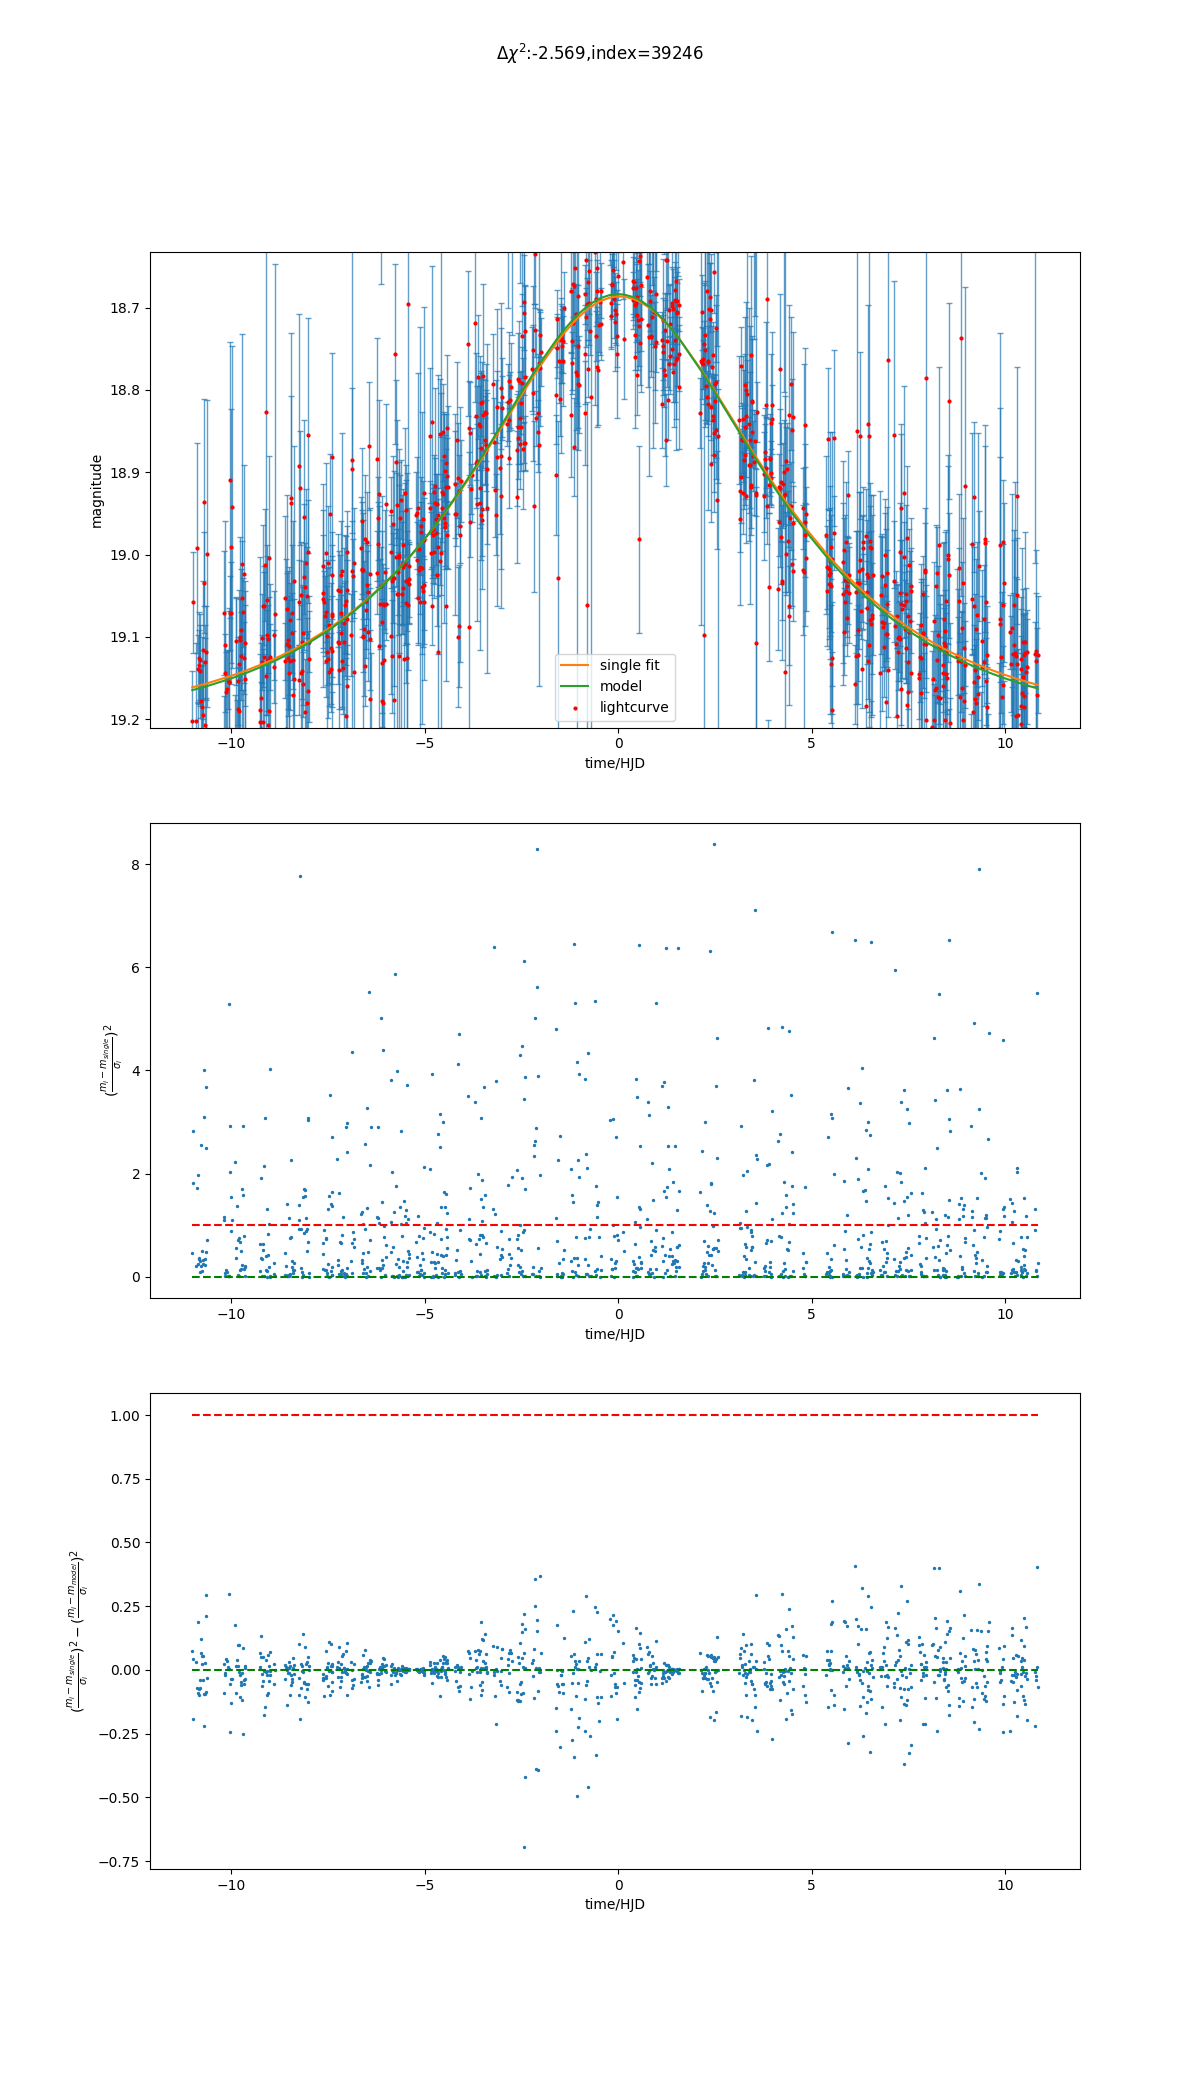 Δχ²:-2.569,index=39246
magnitude
18.7
18.8
18.9
19.0
19.1
19.2
single fit
model
lightcurve
−10 −5 0 5 10
time/HJD
(\frac{m_i − m_{single}}{σ_i})²
8
6
4
2
0
−10 −5 0 5 10
time/HJD
(\frac{m_i − m_{single}}{σ_i})² − (\frac{m_i − m_{model}}{σ_i})²
1.00
0.75
0.50
0.25
0.00
−0.25
−0.50
−0.75
−10 −5 0 5 10
time/HJD